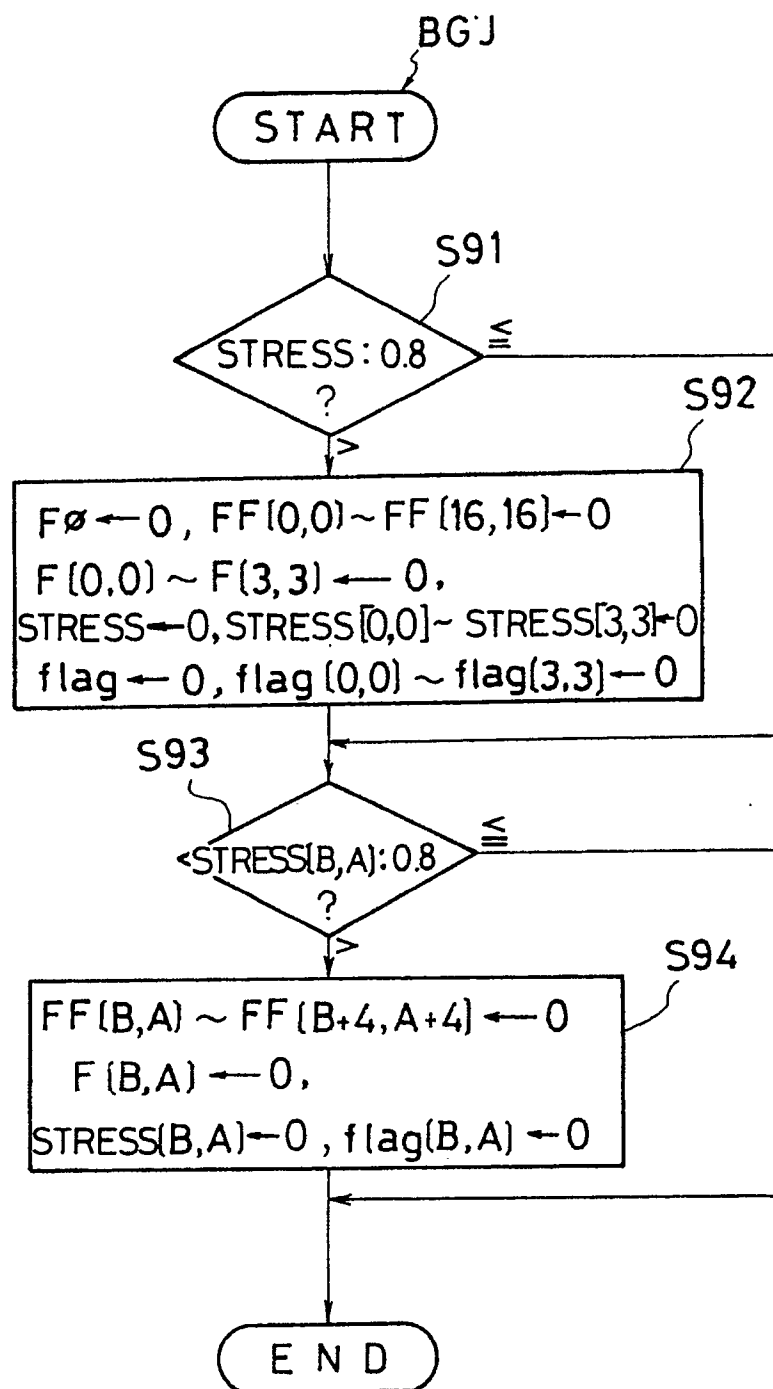 BGJ
START
S91
STRESS : 0.8
?
≦
>
S92
Fø←0, FF(0,0)~FF(16,16)←0
F(0,0) ~ F(3,3) ← 0,
STRESS←0, STRESS[0,0]~ STRESS[3,3]←0
flag ← 0, flag (0,0) ~ flag(3,3)← 0
S93
<STRESS(B,A):0.8
?
≦
>
S94
FF(B,A) ~ FF(B+4,A+4)←0
F(B,A) ← 0,
STRESS(B,A)←0, flag(B,A) ←0
END